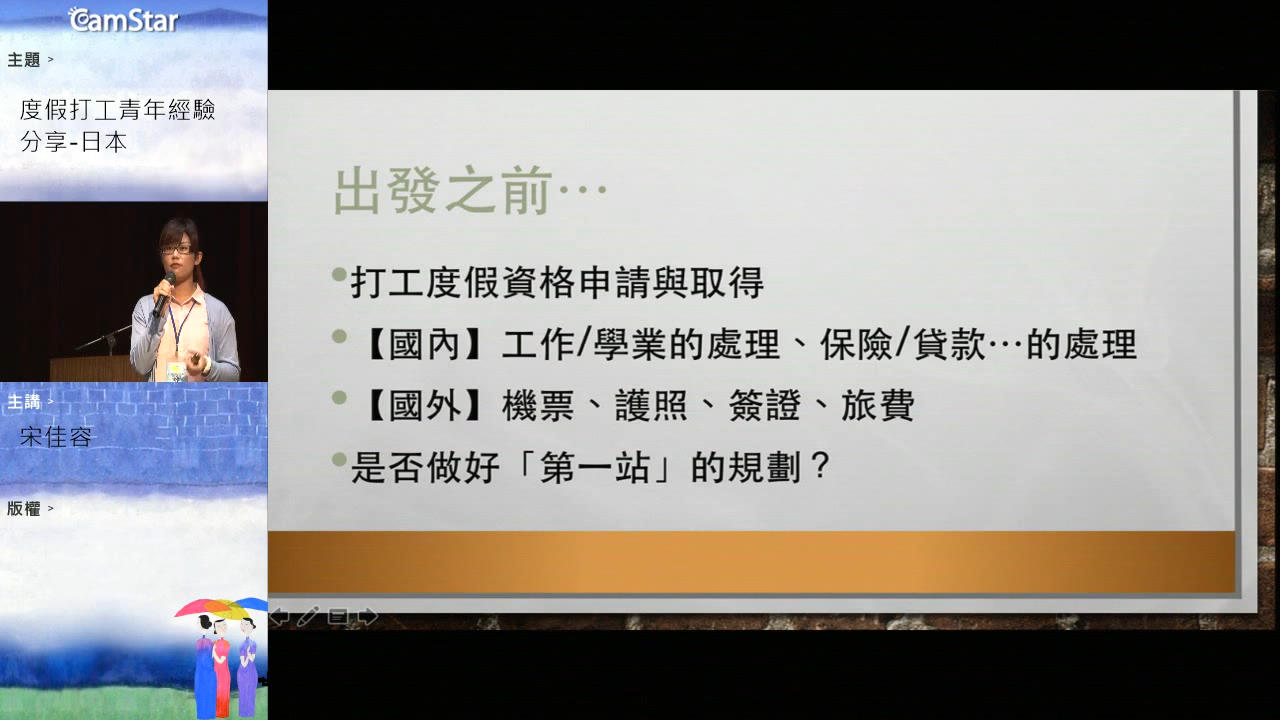 CamStar
主題 >
度假打工青年經驗
分享-日本
主講 >
宋佳容
版權 >
出發之前…
•打工度假資格申請與取得
•【國內】工作/學業的處理、保險/貸款…的處理
•【國外】機票、護照、簽證、旅費
•是否做好「第一站」的規劃？